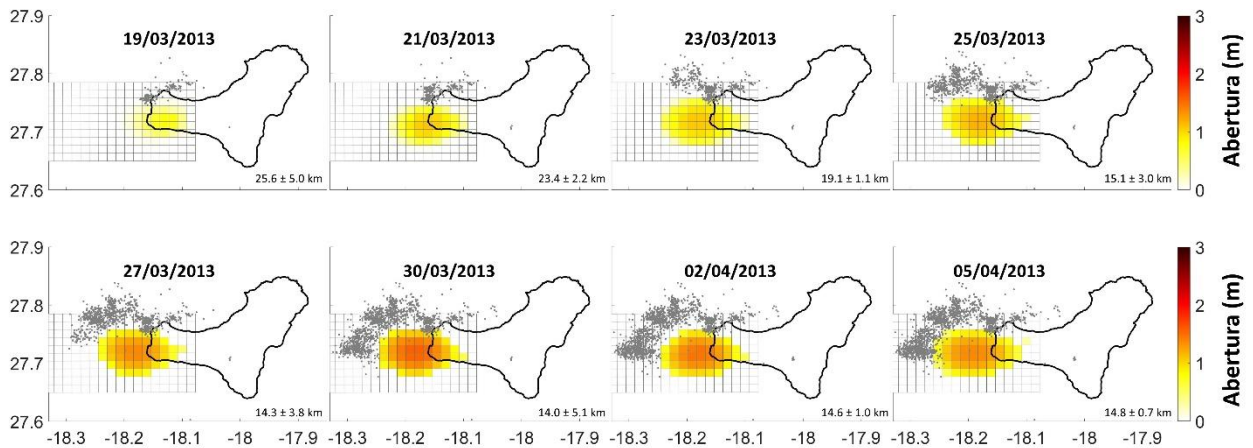 27.9
27.8
27.7
27.6
19/03/2013
25.6 ± 5.0 km
21/03/2013
23.4 ± 2.2 km
23/03/2013
19.1 ± 1.1 km
25/03/2013
15.1 ± 3.0 km
3
2
1
0
Abertura (m)
27.9
27.8
27.7
27.6
27/03/2013
14.3 ± 3.8 km
30/03/2013
14.0 ± 5.1 km
02/04/2013
14.6 ± 1.0 km
05/04/2013
14.8 ± 0.7 km
3
2
1
0
Abertura (m)
-18.3 -18.2 -18.1 -18 -17.9
-18.3 -18.2 -18.1 -18 -17.9
-18.3 -18.2 -18.1 -18 -17.9
-18.3 -18.2 -18.1 -18 -17.9